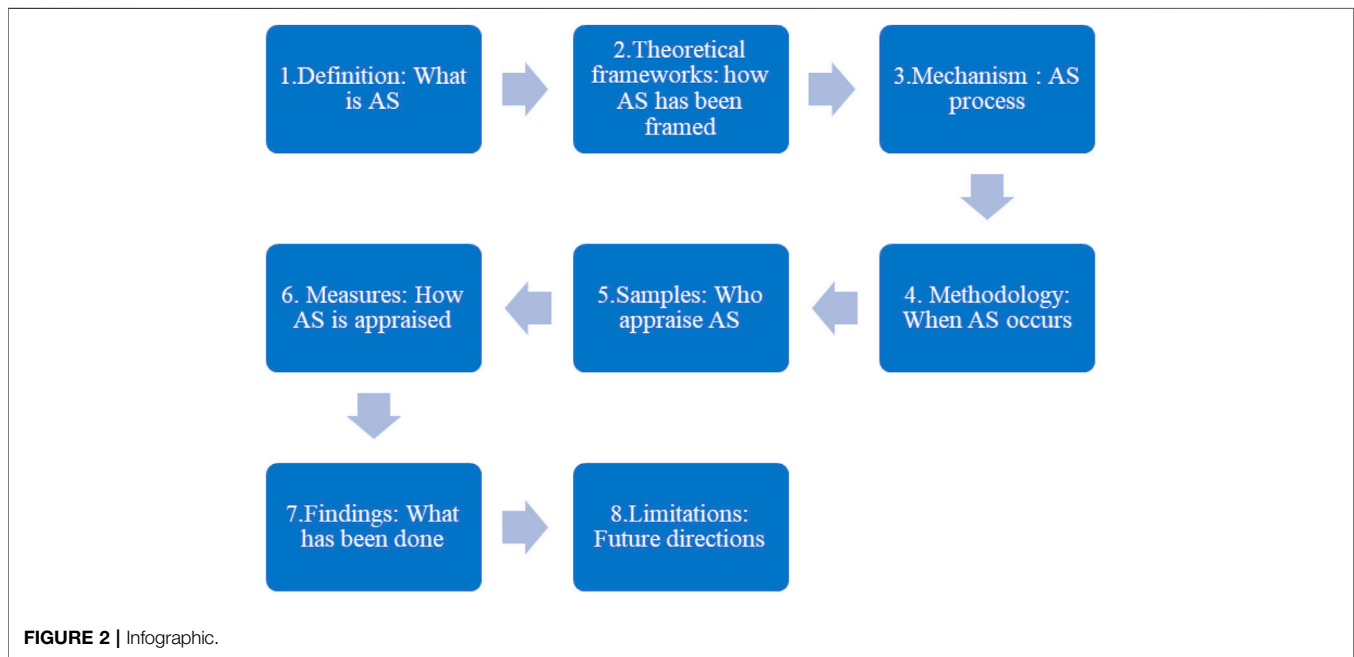 1.Definition: What
is AS
2.Theoretical
frameworks: how
AS has been
framed
3.Mechanism : AS
process
4. Methodology:
When AS occurs
5.Samples: Who
appraise AS
6. Measures: How
AS is appraised
7.Findings: What
has been done
8.Limitations:
Future directions
FIGURE 2 | Infographic.